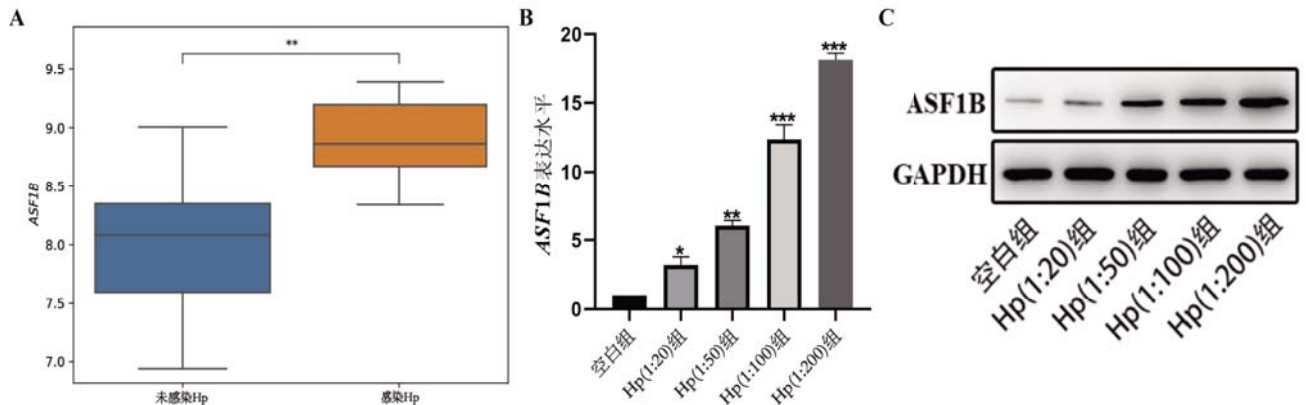 A
**
ASF1B
9.5
9.0
8.5
8.0
7.5
7.0
未感染Hp
感染Hp
B
ASF1B表达水平
20
15
10
5
0
*
**
***
***
空白组
Hp(1:20)组
Hp(1:50)组
Hp(1:100)组
Hp(1:200)组
C
ASF1B
GAPDH
空白组
Hp(1:20)组
Hp(1:50)组
Hp(1:100)组
Hp(1:200)组